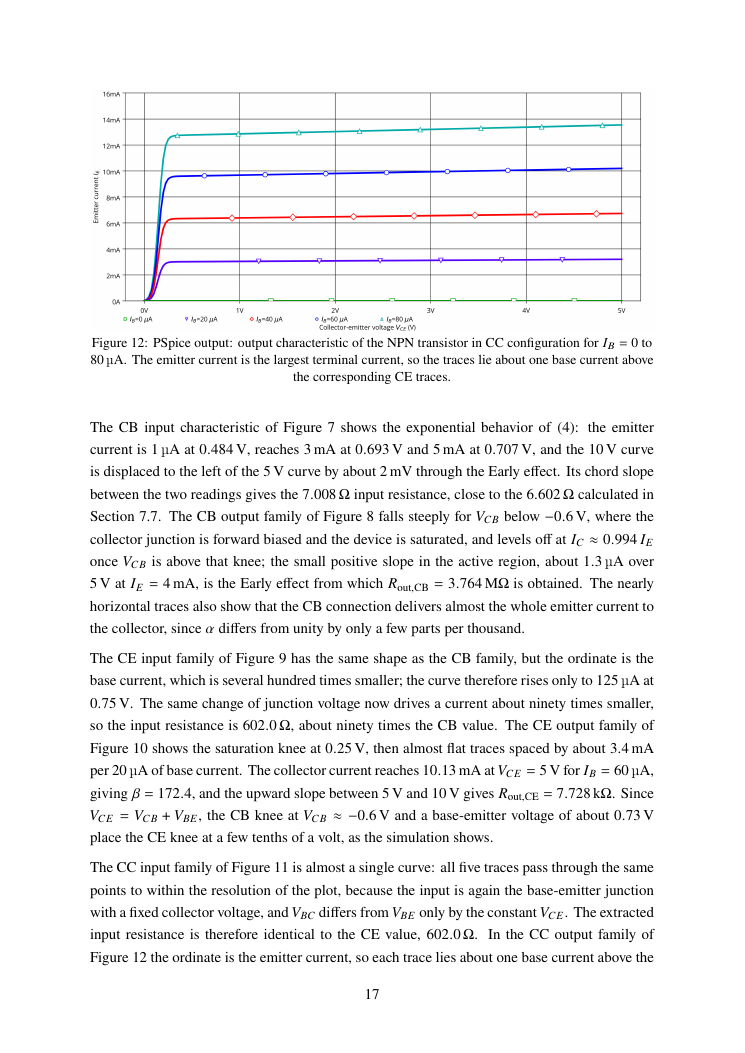 16mA
14mA
12mA
10mA
8mA
6mA
4mA
2mA
0A
Emitter current I_E
0V 1V 2V 3V 4V 5V
I_B=0 μA I_B=20 μA I_B=40 μA I_B=60 μA I_B=80 μA
Collector-emitter voltage V_CE (V)
Figure 12: PSpice output: output characteristic of the NPN transistor in CC configuration for I_B = 0 to
80 μA. The emitter current is the largest terminal current, so the traces lie about one base current above
the corresponding CE traces.
The CB input characteristic of Figure 7 shows the exponential behavior of (4): the emitter
current is 1 μA at 0.484 V, reaches 3 mA at 0.693 V and 5 mA at 0.707 V, and the 10 V curve
is displaced to the left of the 5 V curve by about 2 mV through the Early effect. Its chord slope
between the two readings gives the 7.008 Ω input resistance, close to the 6.602 Ω calculated in
Section 7.7. The CB output family of Figure 8 falls steeply for V_CB below −0.6 V, where the
collector junction is forward biased and the device is saturated, and levels off at I_C ≈ 0.994 I_E
once V_CB is above that knee; the small positive slope in the active region, about 1.3 μA over
5 V at I_E = 4 mA, is the Early effect from which R_out,CB = 3.764 MΩ is obtained. The nearly
horizontal traces also show that the CB connection delivers almost the whole emitter current to
the collector, since α differs from unity by only a few parts per thousand.
The CE input family of Figure 9 has the same shape as the CB family, but the ordinate is the
base current, which is several hundred times smaller; the curve therefore rises only to 125 μA at
0.75 V. The same change of junction voltage now drives a current about ninety times smaller,
so the input resistance is 602.0 Ω, about ninety times the CB value. The CE output family of
Figure 10 shows the saturation knee at 0.25 V, then almost flat traces spaced by about 3.4 mA
per 20 μA of base current. The collector current reaches 10.13 mA at V_CE = 5 V for I_B = 60 μA,
giving β = 172.4, and the upward slope between 5 V and 10 V gives R_out,CE = 7.728 kΩ. Since
V_CE = V_CB + V_BE, the CB knee at V_CB ≈ −0.6 V and a base-emitter voltage of about 0.73 V
place the CE knee at a few tenths of a volt, as the simulation shows.
The CC input family of Figure 11 is almost a single curve: all five traces pass through the same
points to within the resolution of the plot, because the input is again the base-emitter junction
with a fixed collector voltage, and V_BC differs from V_BE only by the constant V_CE. The extracted
input resistance is therefore identical to the CE value, 602.0 Ω. In the CC output family of
Figure 12 the ordinate is the emitter current, so each trace lies about one base current above the
17